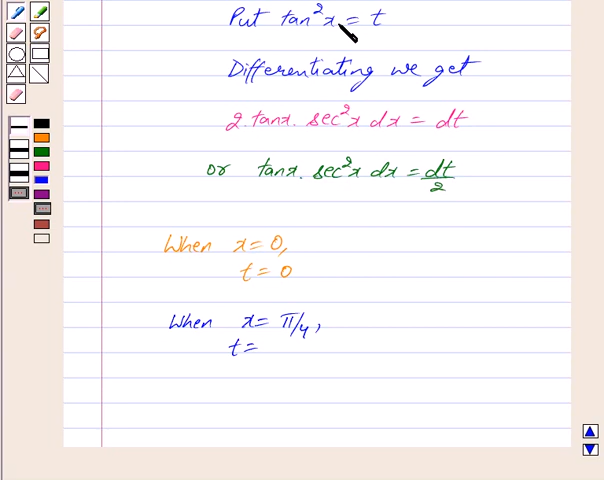 Put tan²x = t
Differentiating we get
2.tanx. sec²x dx = dt
or tanx. sec²x dx = dt/2
When x = 0,
t = 0
When x = π/4,
t =